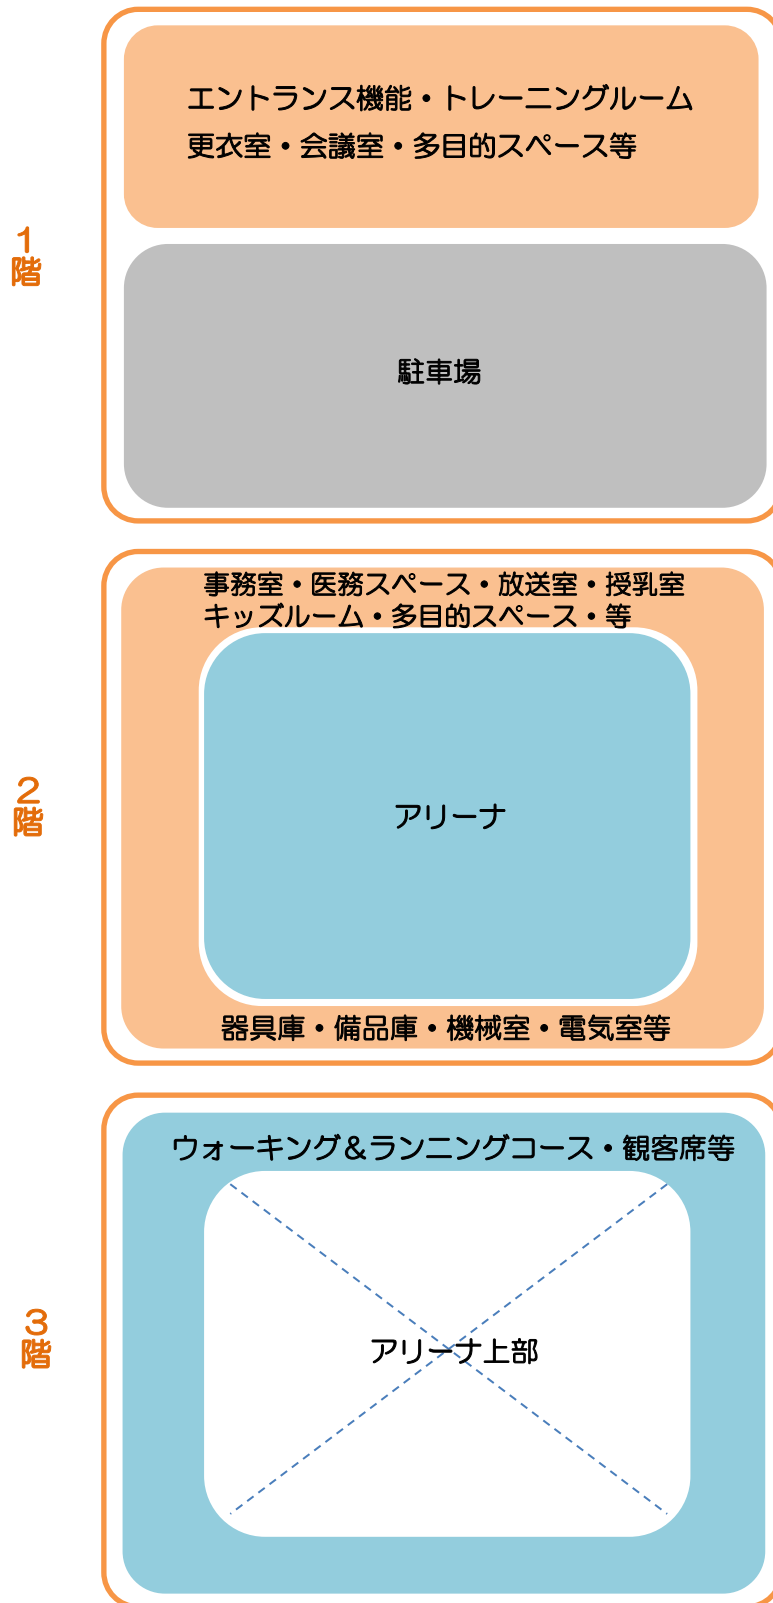 1階
エントランス機能・トレーニングルーム
更衣室・会議室・多目的スペース等
駐車場
2階
事務室・医務スペース・放送室・授乳室
キッズルーム・多目的スペース・等
アリーナ
器具庫・備品庫・機械室・電気室等
3階
ウォーキング＆ランニングコース・観客席等
アリーナ上部